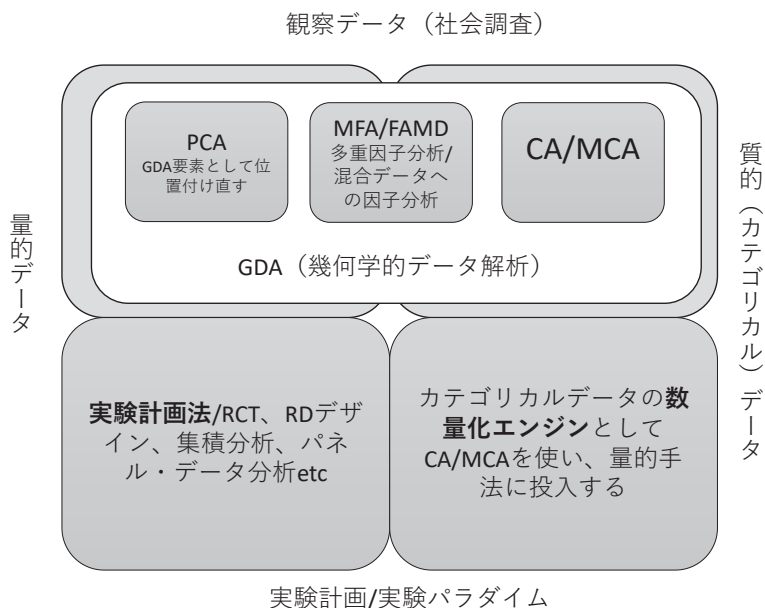 観察データ（社会調査）
PCA
GDA要素として位
置付け直す
MFA/FAMD
多重因子分析/
混合データへ
の因子分析
CA/MCA
GDA（幾何学的データ解析）
量的データ
質的（カテゴリカル）データ
実験計画法/RCT、RDデザ
イン、集積分析、パネ
ル・データ分析etc
カテゴリカルデータの数
量化エンジンとして
CA/MCAを使い、量的手
法に投入する
実験計画/実験パラダイム